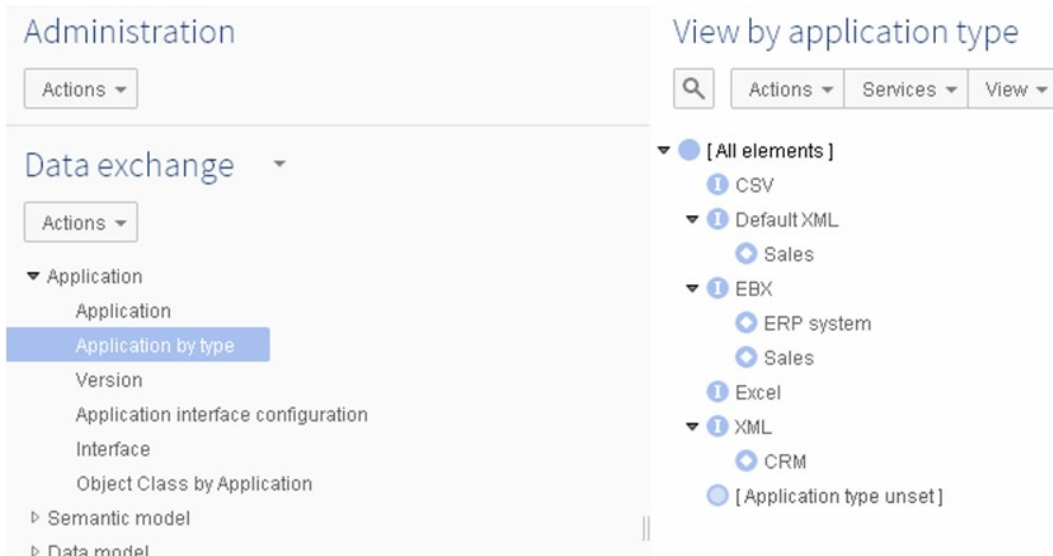 Administration
Actions
Data exchange
Actions
Application
Application
Application by type
Version
Application interface configuration
Interface
Object Class by Application
Semantic model
Data model
View by application type
Actions Services View
[ All elements ]
CSV
Default XML
Sales
EBX
ERP system
Sales
Excel
XML
CRM
[ Application type unset ]